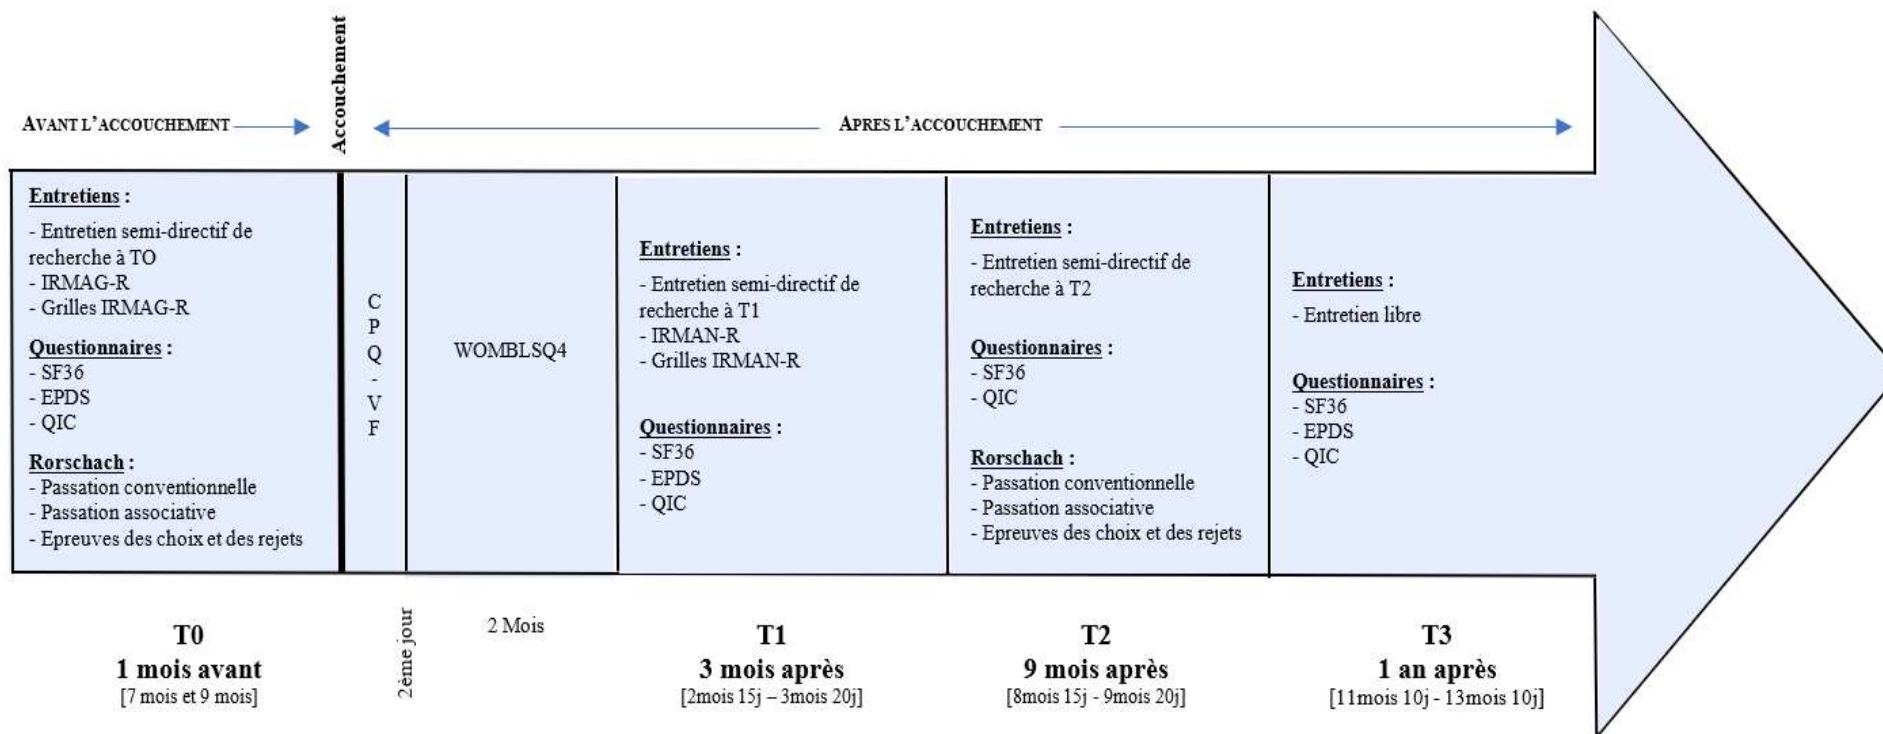 AVANT L'ACCOUCHEMENT
Accouchement
APRES L'ACCOUCHEMENT
Entretiens :
- Entretien semi-directif de
recherche à TO
- IRMAG-R
- Grilles IRMAG-R
Questionnaires :
- SF36
- EPDS
- QIC
Rorschach :
- Passation conventionnelle
- Passation associative
- Epreuves des choix et des rejets
C
P
Q
-
V
F
WOMBLSQ4
Entretiens :
- Entretien semi-directif de
recherche à T1
- IRMAN-R
- Grilles IRMAN-R
Questionnaires :
- SF36
- EPDS
- QIC
Entretiens :
- Entretien semi-directif de
recherche à T2
Questionnaires :
- SF36
- QIC
Rorschach :
- Passation conventionnelle
- Passation associative
- Epreuves des choix et des rejets
Entretiens :
- Entretien libre
Questionnaires :
- SF36
- EPDS
- QIC
T0
1 mois avant
[7 mois et 9 mois]
2ème jour
2 Mois
T1
3 mois après
[2mois 15j – 3mois 20j]
T2
9 mois après
[8mois 15j - 9mois 20j]
T3
1 an après
[11mois 10j - 13mois 10j]